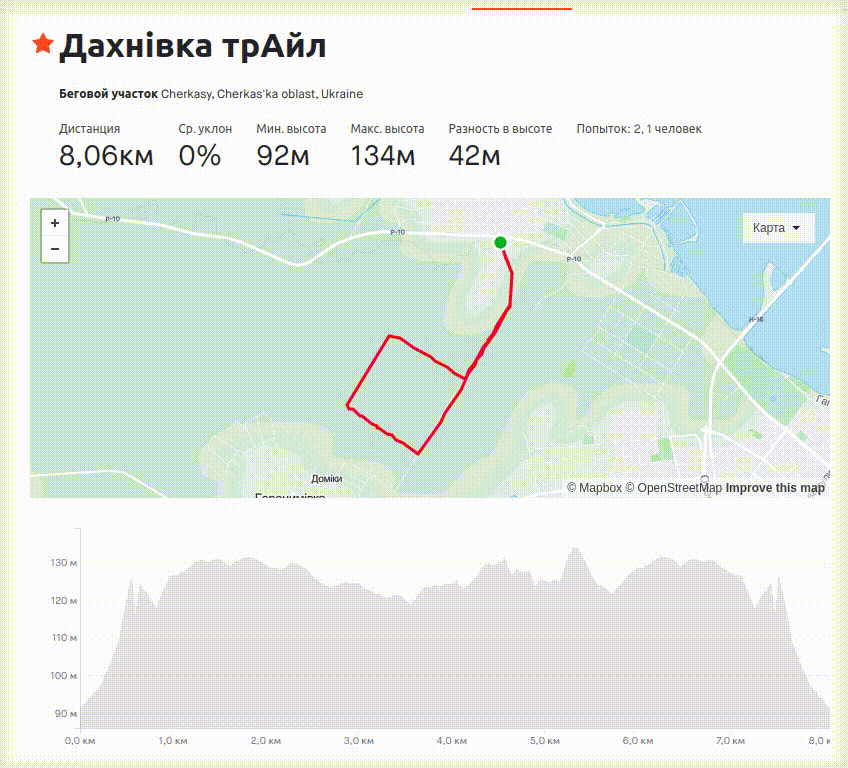 Дахнівка трАйл
Беговой участок Cherkasy, Cherkas'ka oblast, Ukraine
Дистанция Ср. уклон Мин. высота Макс. высота Разность в высоте Попыток: 2, 1 человек
8,06км 0% 92м 134м 42м
+
−
P-10
P-10
P-10
Карта
H-16
Доміки
© Mapbox © OpenStreetMap Improve this map
130 м
120 м
110 м
100 м
90 м
0,0 км 1,0 км 2,0 км 3,0 км 4,0 км 5,0 км 6,0 км 7,0 км 8,0 к